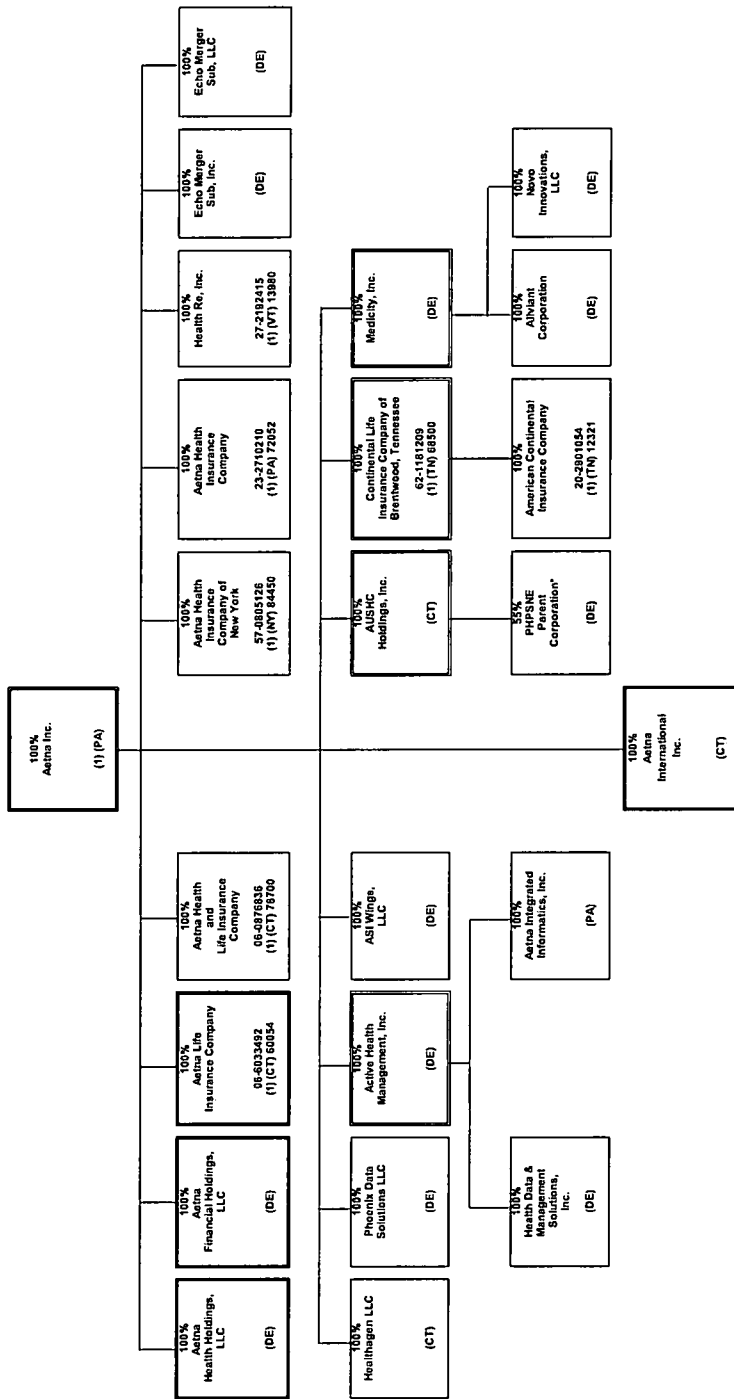 100%
Aetna Inc.
(1) (PA)
100%
Aetna
Health Holdings,
LLC
(DE)
100%
Aetna
Financial Holdings,
LLC
(DE)
100%
Aetna Life
Insurance Company
06-6033492
(1) (CT) 60054
100%
Aetna Health
and
Life Insurance
Company
06-0876836
(1) (CT) 78700
100%
Aetna Health
Insurance
Company of
New York
57-0805126
(1) (NY) 84450
100%
Aetna Health
Insurance
Company
23-2710210
(1) (PA) 72052
100%
Health Re, Inc.
27-2192415
(1) (VT) 13980
100%
Echo Merger
Sub, Inc.
(DE)
100%
Echo Merger
Sub, LLC
(DE)
100%
Healthagen LLC
(CT)
100%
Phoenix Data
Solutions LLC
(DE)
100%
Active Health
Management, Inc.
(DE)
100%
ASI Wings,
LLC
(DE)
100%
AUSHC
Holdings, Inc.
(CT)
100%
Continental Life
Insurance Company of
Brentwood, Tennessee
62-1181209
(1) (TN) 68500
100%
Medicity, Inc.
(DE)
100%
Health Data &
Management
Solutions,
Inc.
(DE)
100%
Aetna Integrated
Informatics, Inc.
(PA)
55%
PHPSNE
Parent
Corporation*
(DE)
100%
American Continental
Insurance Company
20-2901054
(1) (TN) 12321
100%
Allviant
Corporation
(DE)
100%
Novo
Innovations,
LLC
(DE)
100%
Aetna
International
Inc.
(CT)